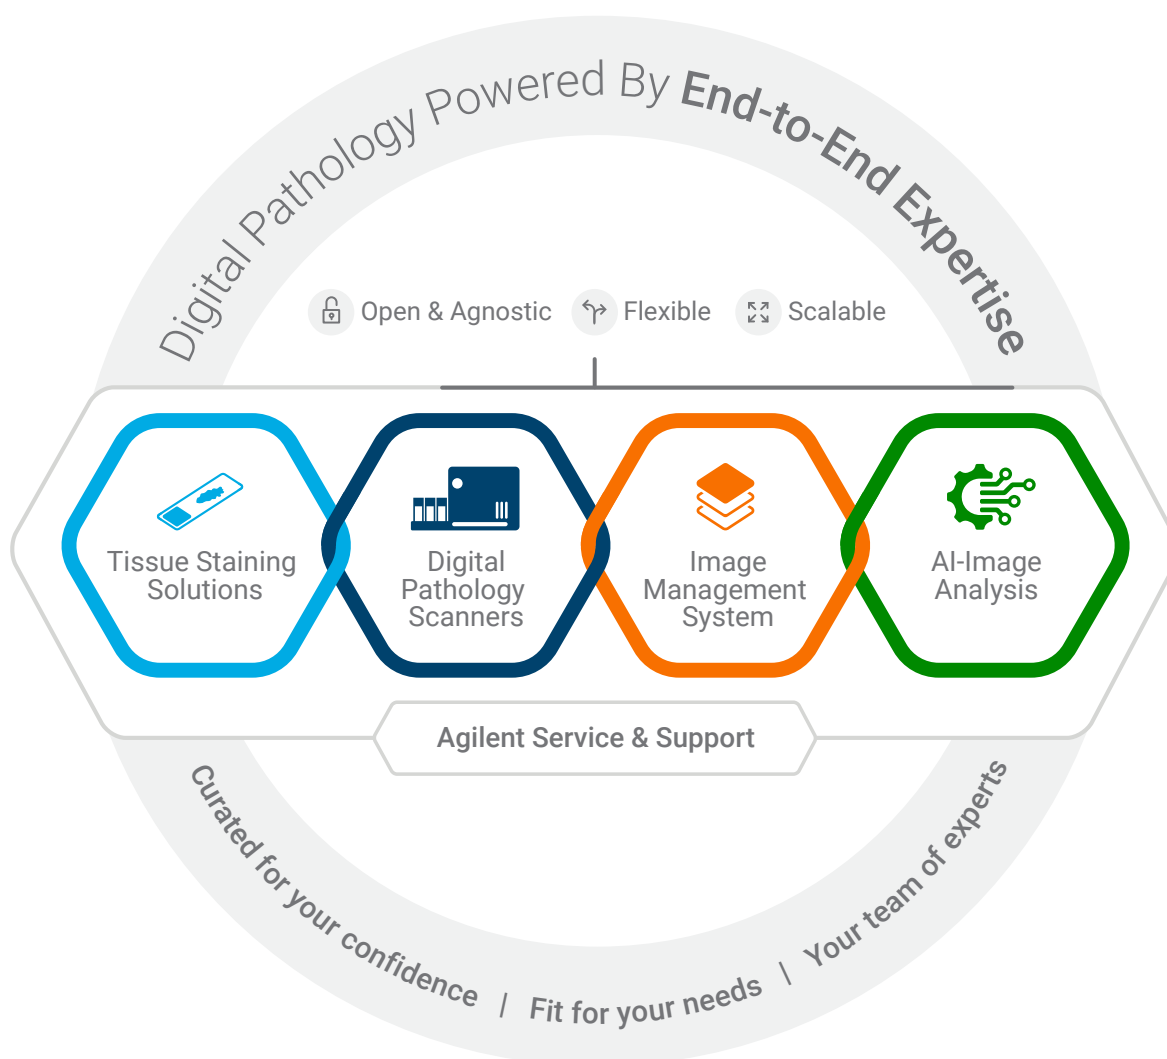 Digital Pathology Powered By End-to-End Expertise
Open & Agnostic
Flexible
Scalable
Tissue Staining
Solutions
Digital
Pathology
Scanners
Image
Management
System
AI-Image
Analysis
Agilent Service & Support
Curated for your confidence | Fit for your needs | Your team of experts